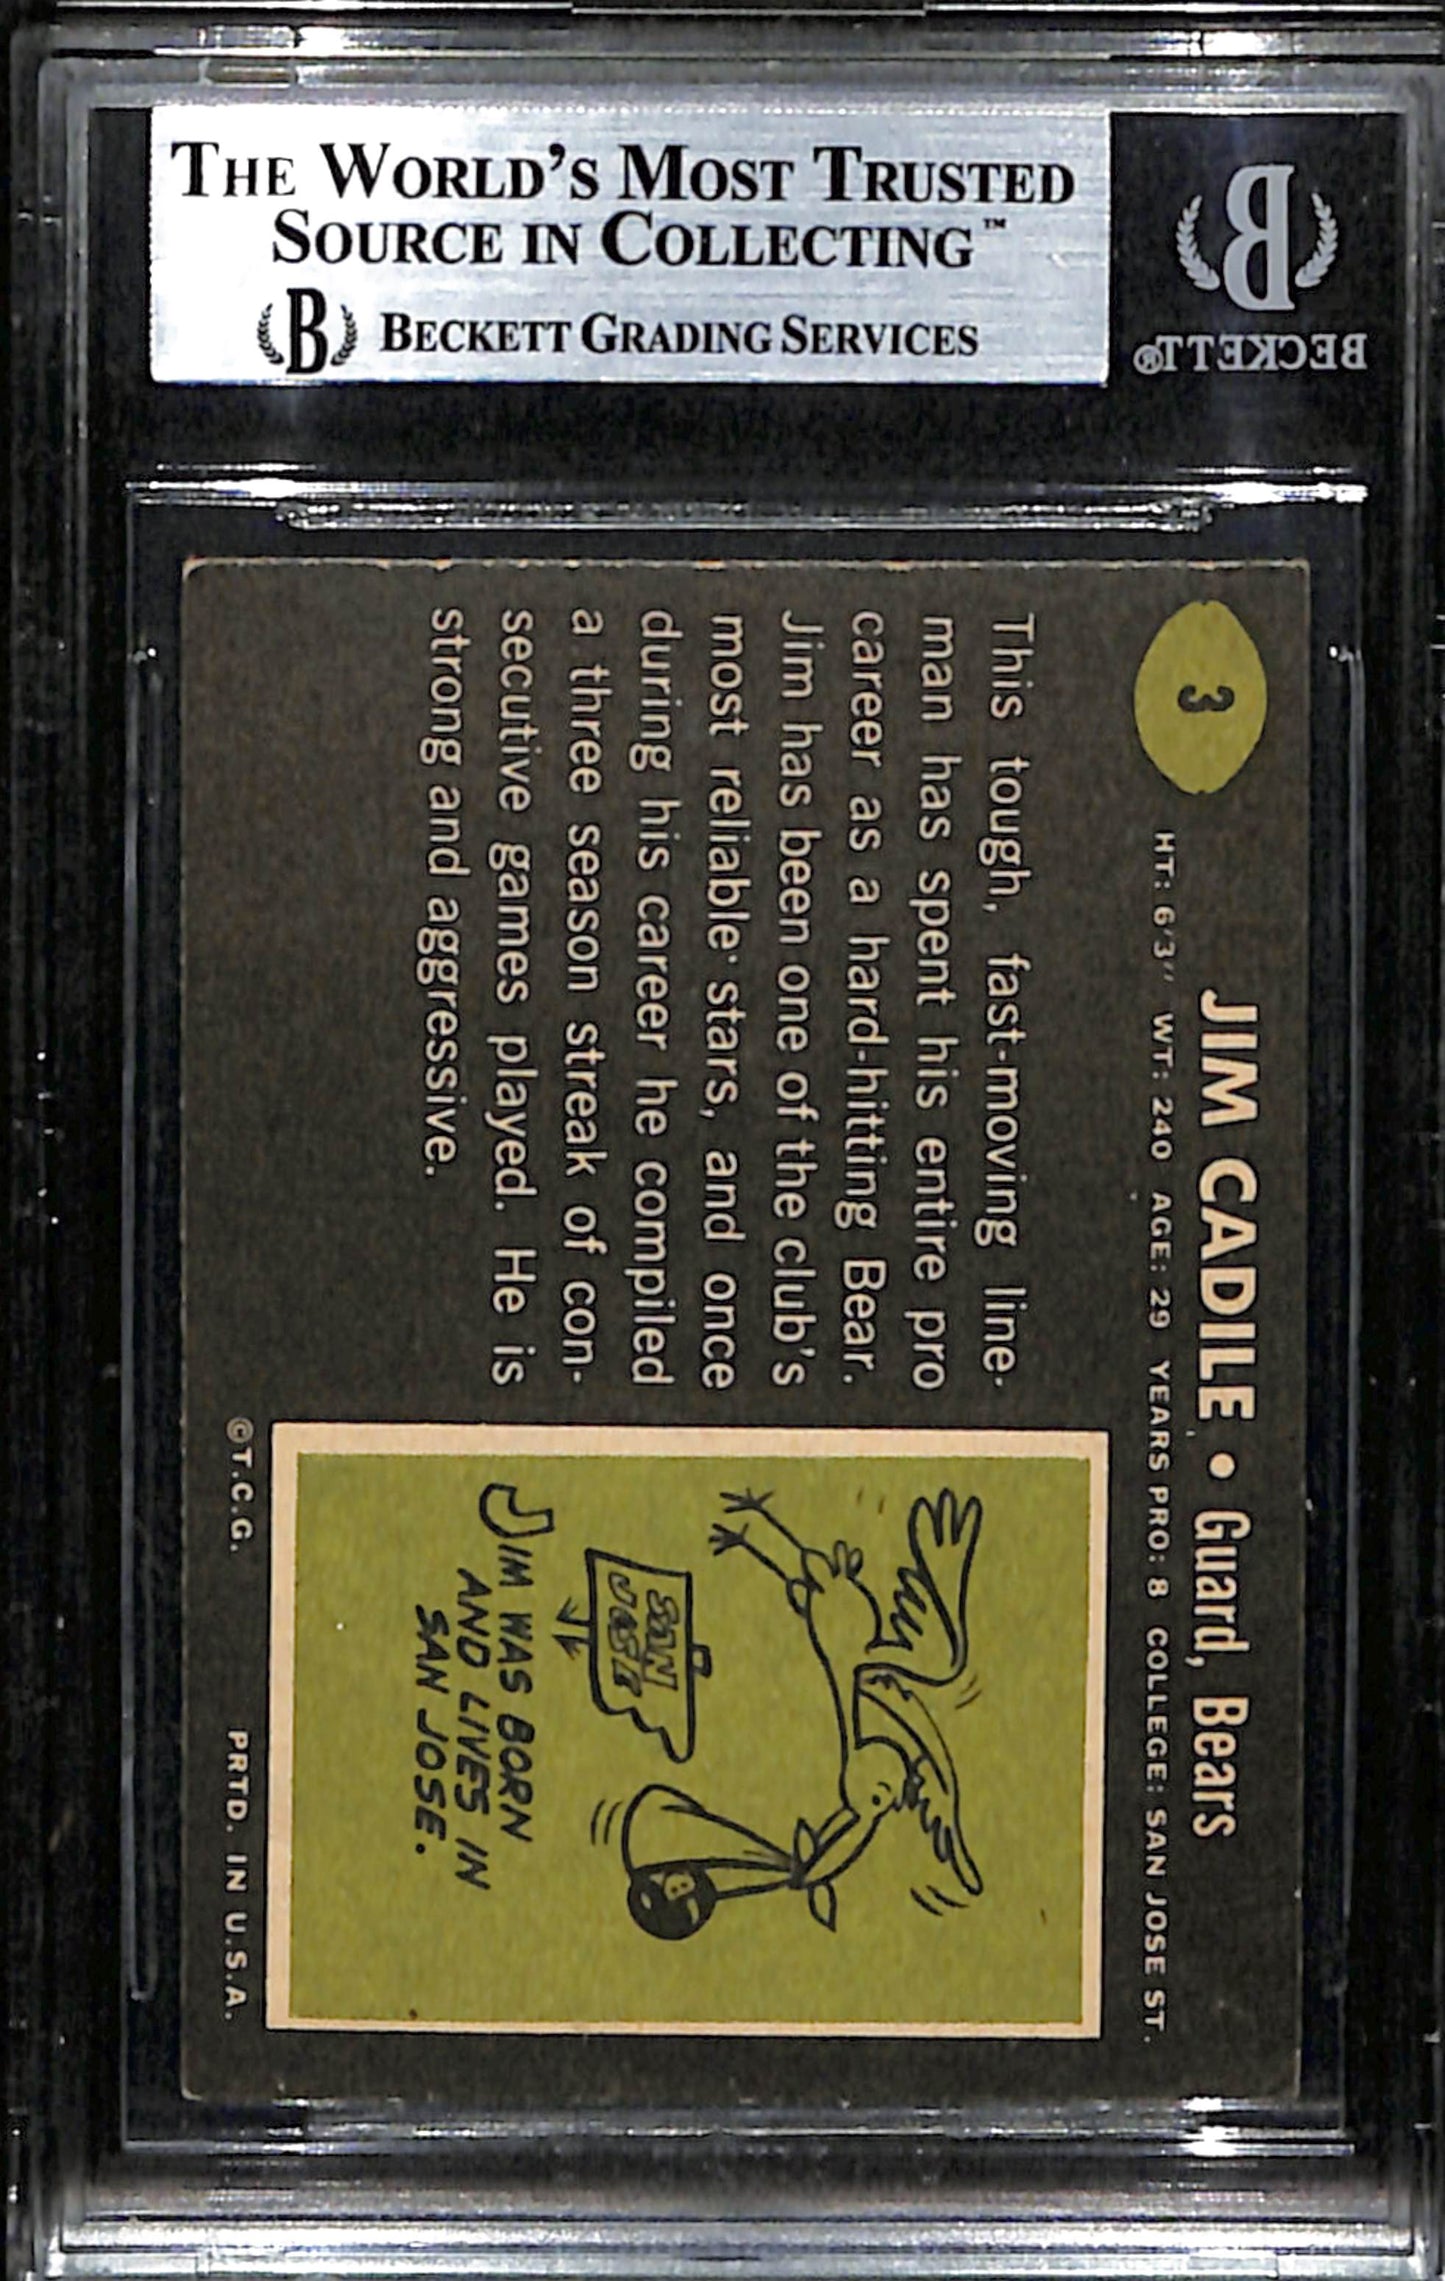 THE WORLD'S MOST TRUSTED
SOURCE IN COLLECTING™
B BECKETT GRADING SERVICES
B
BECKETT®
3
JIM CADILE • Guard, Bears
HT: 6'3" WT: 240 AGE: 29 YEARS PRO: 8 COLLEGE: SAN JOSE ST.
This tough, fast-moving line-
man has spent his entire pro
career as a hard-hitting Bear.
Jim has been one of the club's
most reliable stars, and once
during his career he compiled
a three season streak of con-
secutive games played. He is
strong and aggressive.
B
SAN
JOSE
JIM WAS BORN
AND LIVES IN
SAN JOSE.
©T.C.G. PRTD. IN U.S.A.